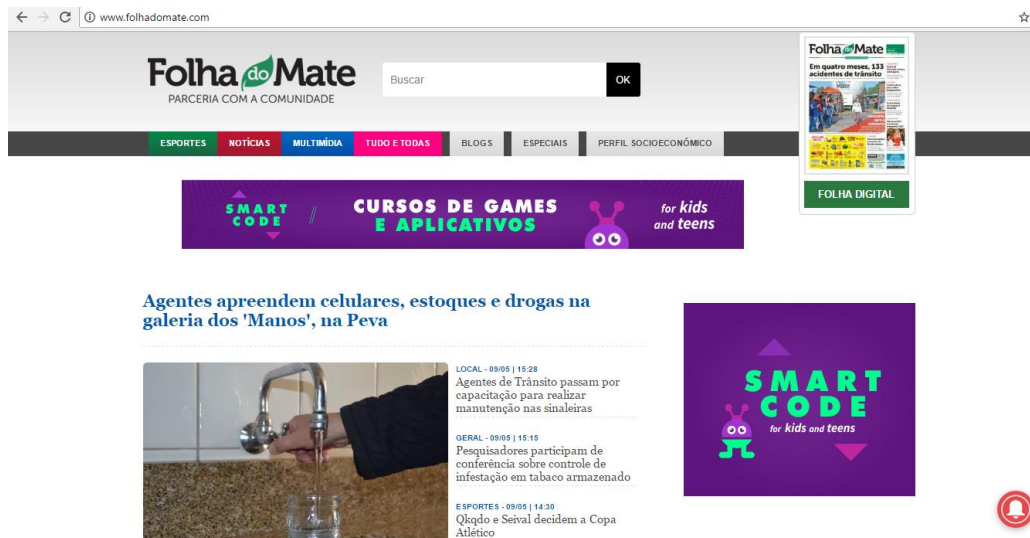 www.folhadomate.com
Folha do Mate
PARCERIA COM A COMUNIDADE
Buscar
OK
Folha do Mate
Em quatro meses, 133
acidentes de trânsito
ESPORTES
NOTÍCIAS
MULTIMÍDIA
TUDO E TODAS
BLOGS
ESPECIAIS
PERFIL SOCIOECONÔMICO
FOLHA DIGITAL
SMART
CODE
//
CURSOS DE GAMES
E APLICATIVOS
for kids
and teens
Agentes apreendem celulares, estoques e drogas na
galeria dos 'Manos', na Peva
LOCAL - 09/05 | 15:28
Agentes de Trânsito passam por
capacitação para realizar
manutenção nas sinaleiras
GERAL - 09/05 | 15:15
Pesquisadores participam de
conferência sobre controle de
infestação em tabaco armazenado
ESPORTES - 09/05 | 14:30
Qkqdo e Seival decidem a Copa
Atlético
SMART
CODE
for kids and teens